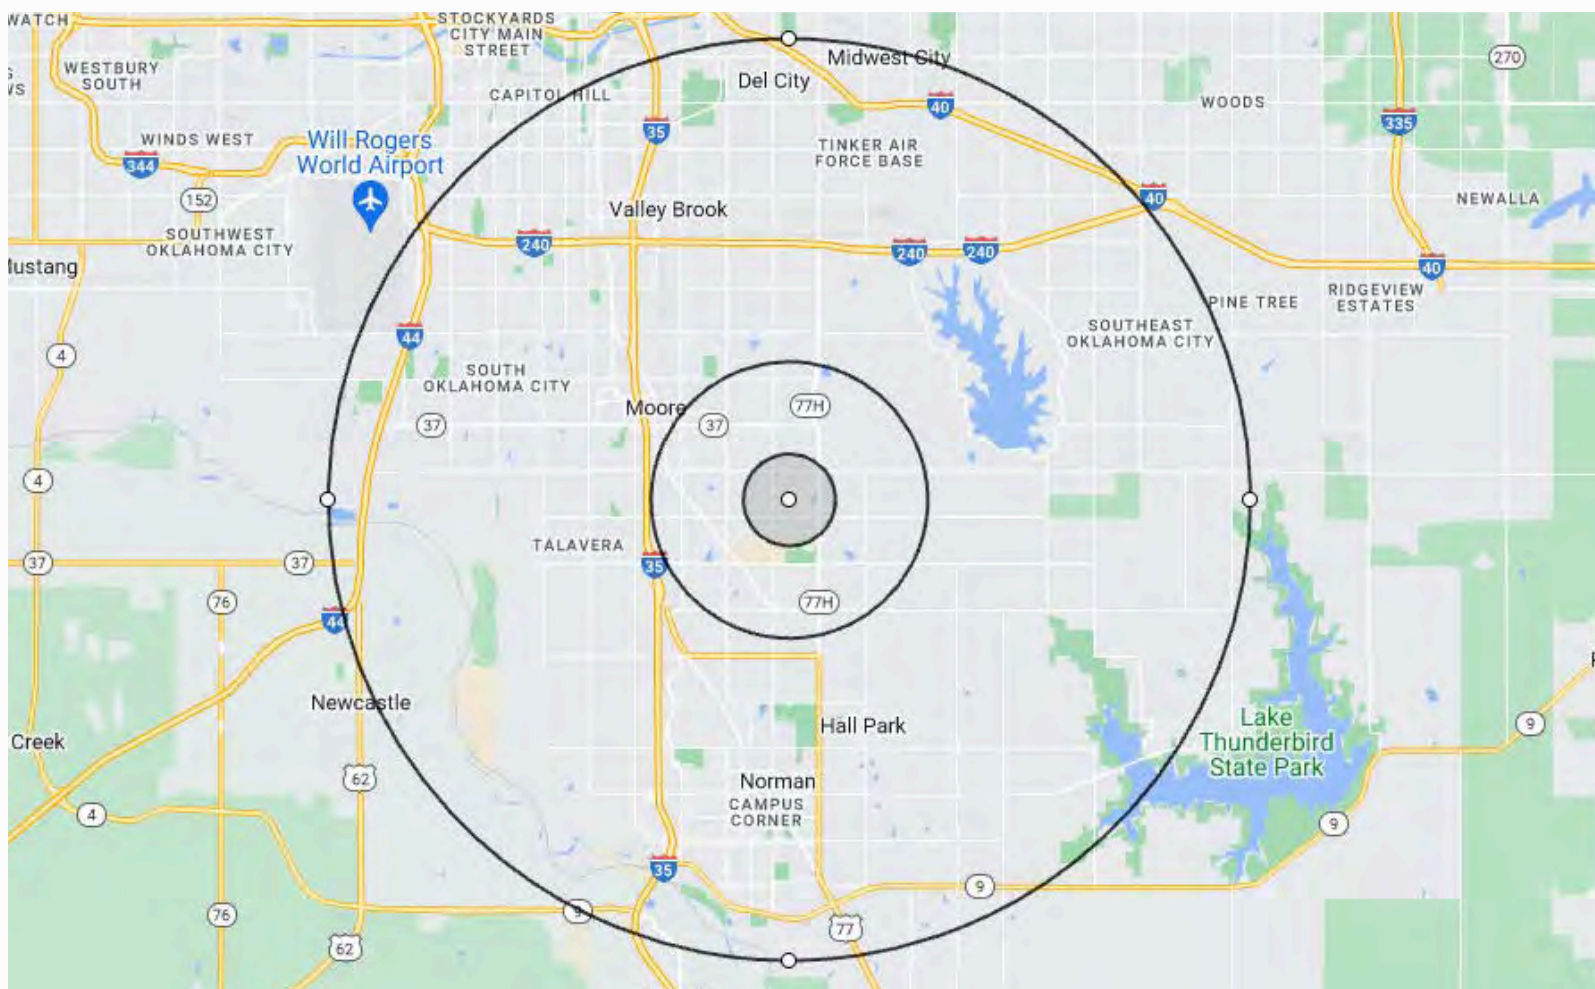 WATCH
STOCKYARDS
CITY MAIN
STREET
Midwest City
270
WESTBURY
SOUTH
Del City
CAPITOL HILL
40
WOODS
335
35
WINDS WEST
Will Rogers
World Airport
TINKER AIR
FORCE BASE
344
152
40
NEWALLA
Valley Brook
SOUTHWEST
OKLAHOMA CITY
240
240
240
40
RIDGEVIEW
ESTATES
PINE TREE
44
SOUTHEAST
OKLAHOMA CITY
4
SOUTH
OKLAHOMA CITY
Moore
77H
37
37
4
TALAVERA
37
37
35
76
77H
44
Newcastle
Hall Park
Lake
Thunderbird
State Park
9
Creek
62
Norman
CAMPUS
CORNER
4
9
35
9
9
76
77
62